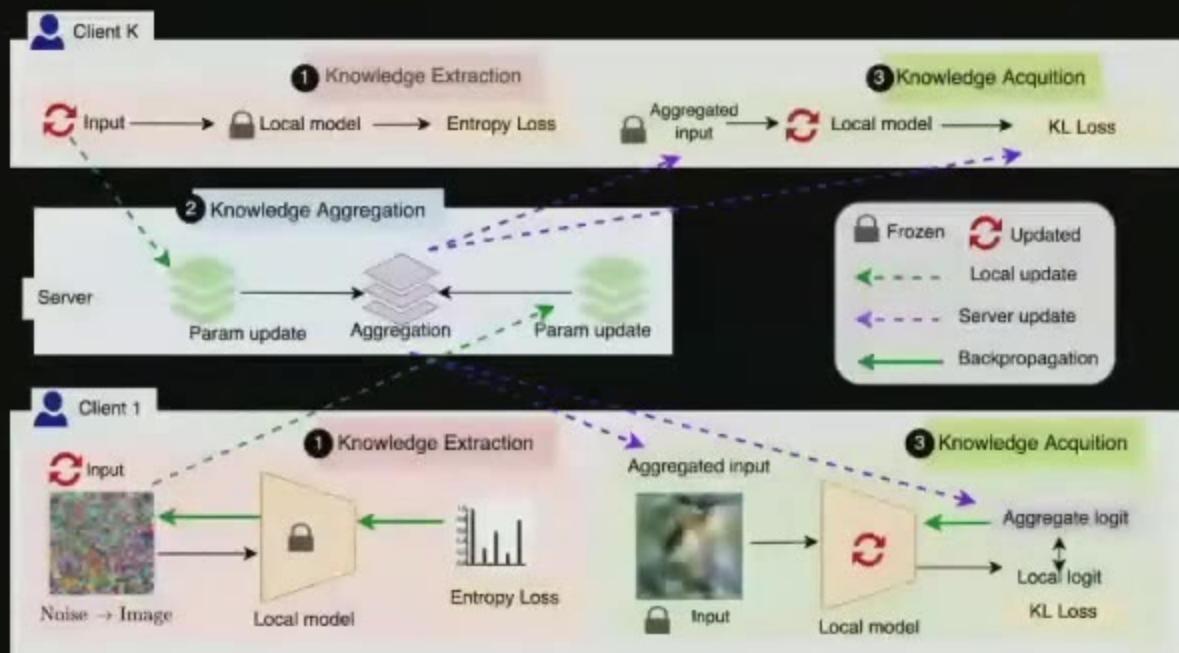 Client K
1 Knowledge Extraction
3 Knowledge Acquition
Input
Local model
Entropy Loss
Aggregated
input
Local model
KL Loss
2 Knowledge Aggregation
Server
Param update
Aggregation
Param update
Frozen
Updated
Local update
Server update
Backpropagation
Client 1
1 Knowledge Extraction
3 Knowledge Acquition
Input
Noise → Image
Local model
Entropy Loss
Aggregated input
Input
Local model
Aggregate logit
Local logit
KL Loss